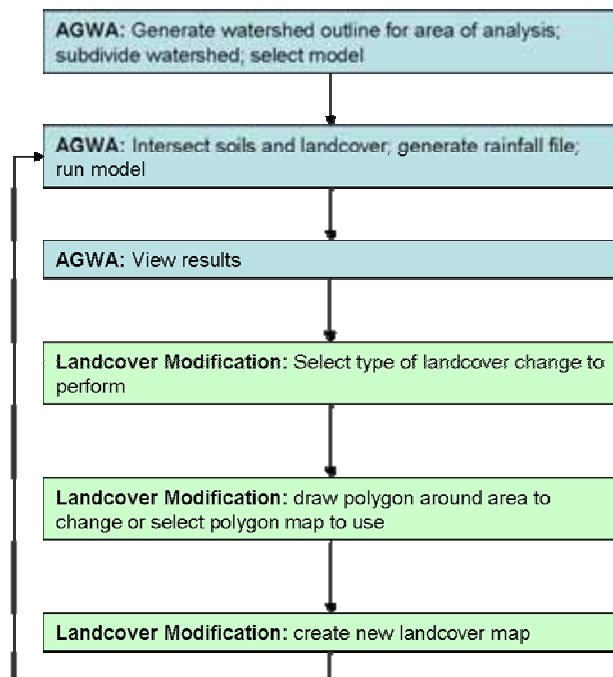 AGWA: Generate watershed outline for area of analysis;
subdivide watershed; select model
AGWA: Intersect soils and landcover; generate rainfall file;
run model
AGWA: View results
Landcover Modification: Select type of landcover change to
perform
Landcover Modification: draw polygon around area to
change or select polygon map to use
Landcover Modification: create new landcover map